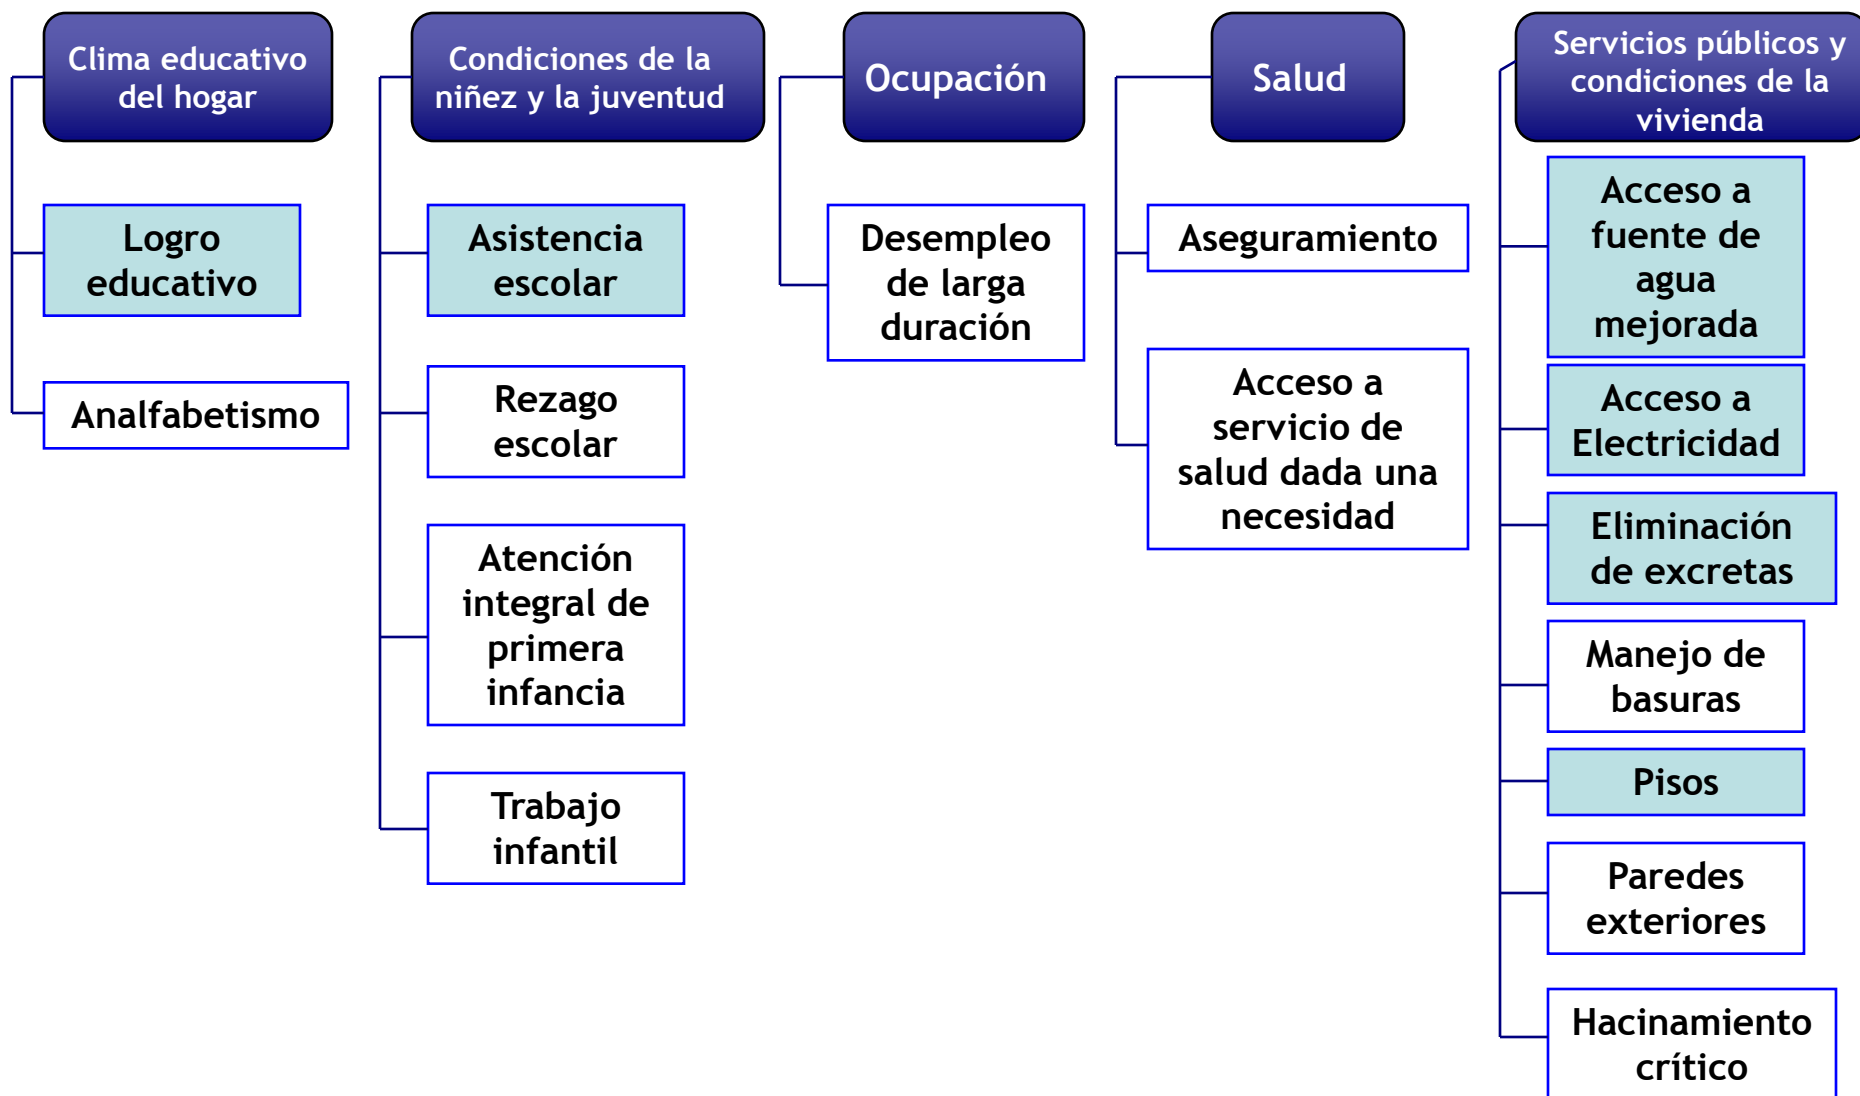 Clima educativo
del hogar
Logro
educativo
Analfabetismo
Condiciones de la
niñez y la juventud
Asistencia
escolar
Rezago
escolar
Atención
integral de
primera
infancia
Trabajo
infantil
Ocupación
Desempleo
de larga
duración
Salud
Aseguramiento
Acceso a
servicio de
salud dada una
necesidad
Servicios públicos y
condiciones de la
vivienda
Acceso a
fuente de
agua
mejorada
Acceso a
Electricidad
Eliminación
de excretas
Manejo de
basuras
Pisos
Paredes
exteriores
Hacinamiento
crítico